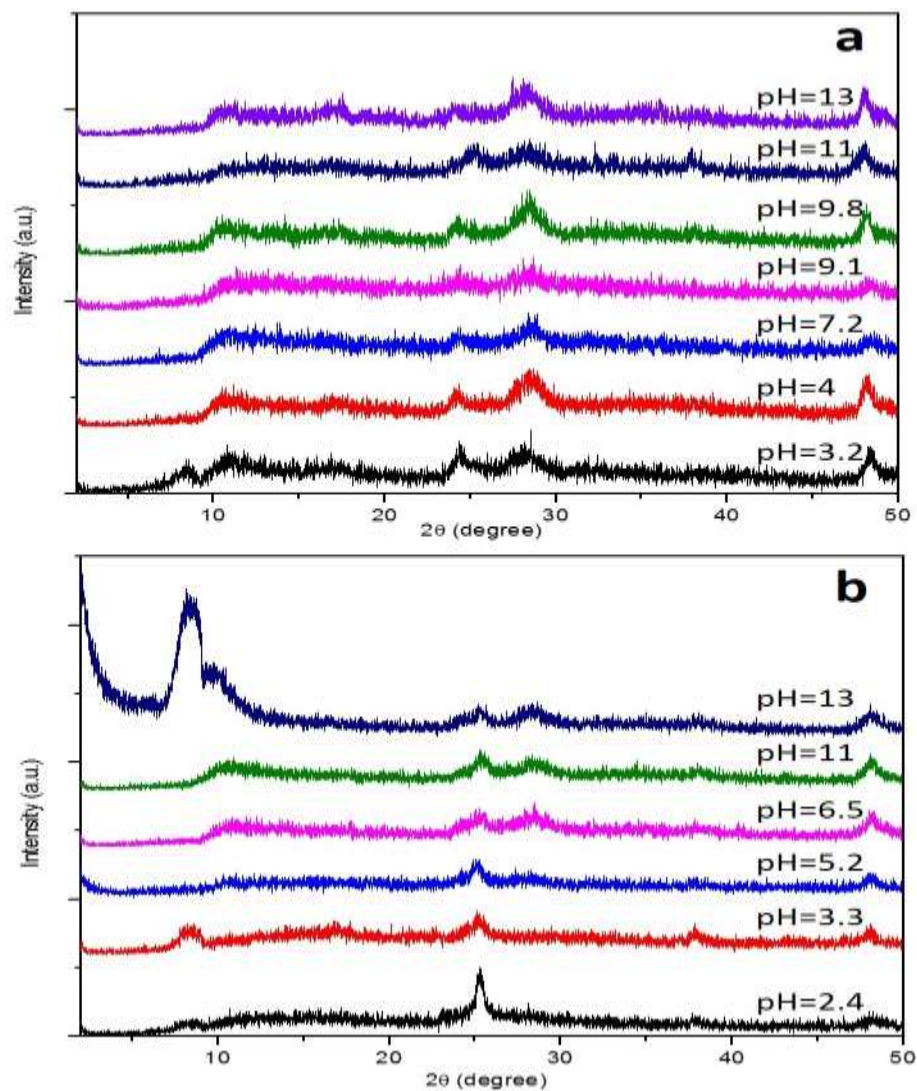 a
pH=13
pH=11
pH=9.8
pH=9.1
pH=7.2
pH=4
pH=3.2
Intensity (a.u.)
10 20 30 40 50
2θ (degree)
b
pH=13
pH=11
pH=6.5
pH=5.2
pH=3.3
pH=2.4
Intensity (a.u.)
10 20 30 40 50
2θ (degree)